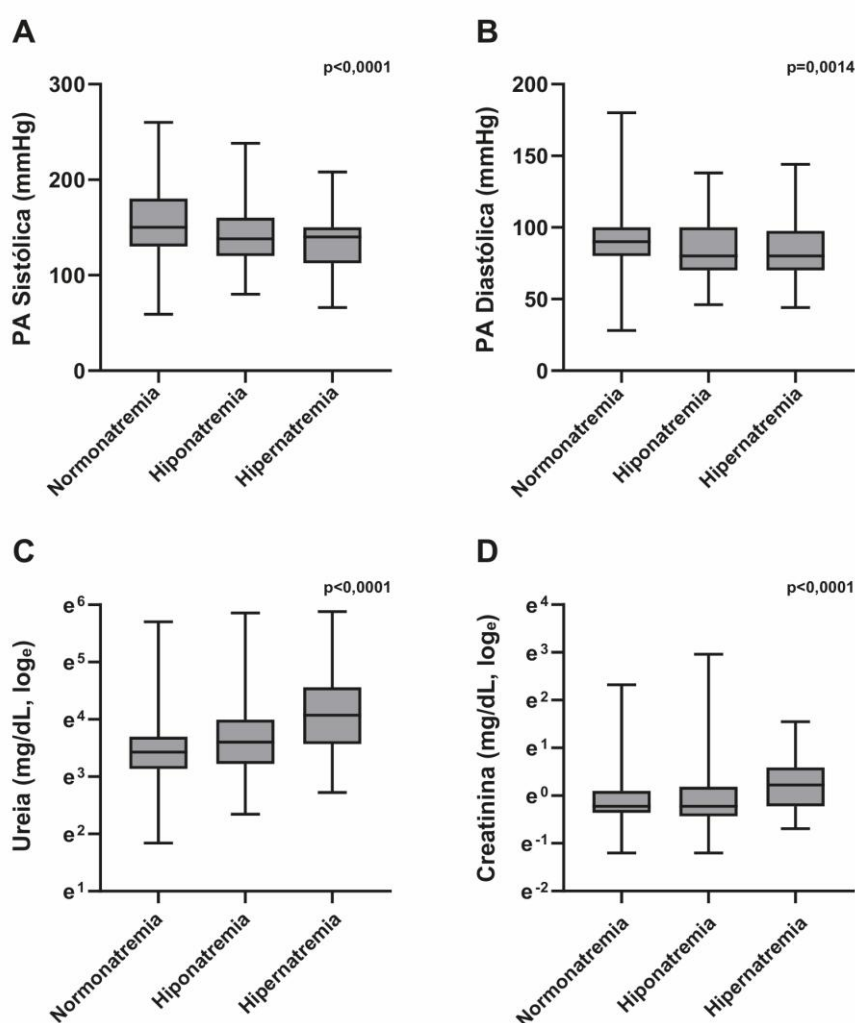 A
p<0,0001
PA Sistólica (mmHg)
300
200
100
0
Normonatremia
Hiponatremia
Hipernatremia
B
p=0,0014
PA Diastólica (mmHg)
200
150
100
50
0
Normonatremia
Hiponatremia
Hipernatremia
C
p<0,0001
Ureia (mg/dL, logₑ)
e⁶
e⁵
e⁴
e³
e²
e¹
Normonatremia
Hiponatremia
Hipernatremia
D
p<0,0001
Creatinina (mg/dL, logₑ)
e⁴
e³
e²
e¹
e⁰
e⁻¹
e⁻²
Normonatremia
Hiponatremia
Hipernatremia